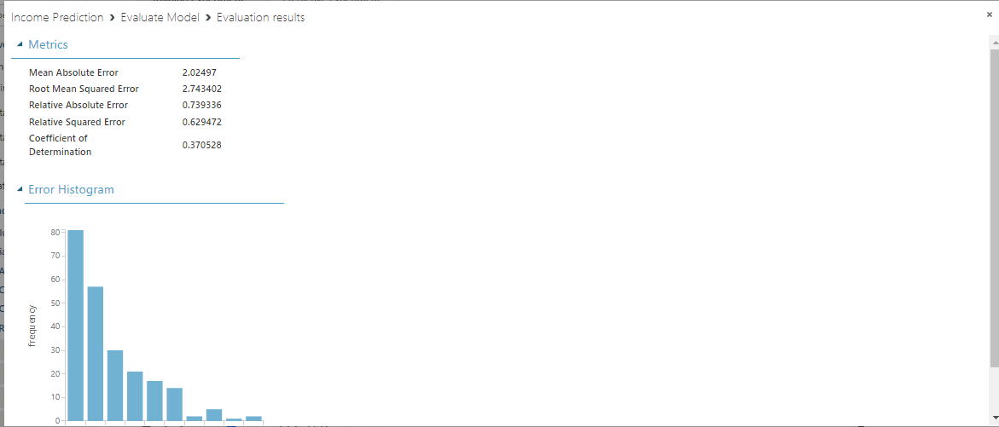 Income Prediction > Evaluate Model > Evaluation results
×
Metrics
Mean Absolute Error 2.02497
Root Mean Squared Error 2.743402
Relative Absolute Error 0.739336
Relative Squared Error 0.629472
Coefficient of
Determination 0.370528
Error Histogram
80
70
60
50
40
30
20
10
0
frequency